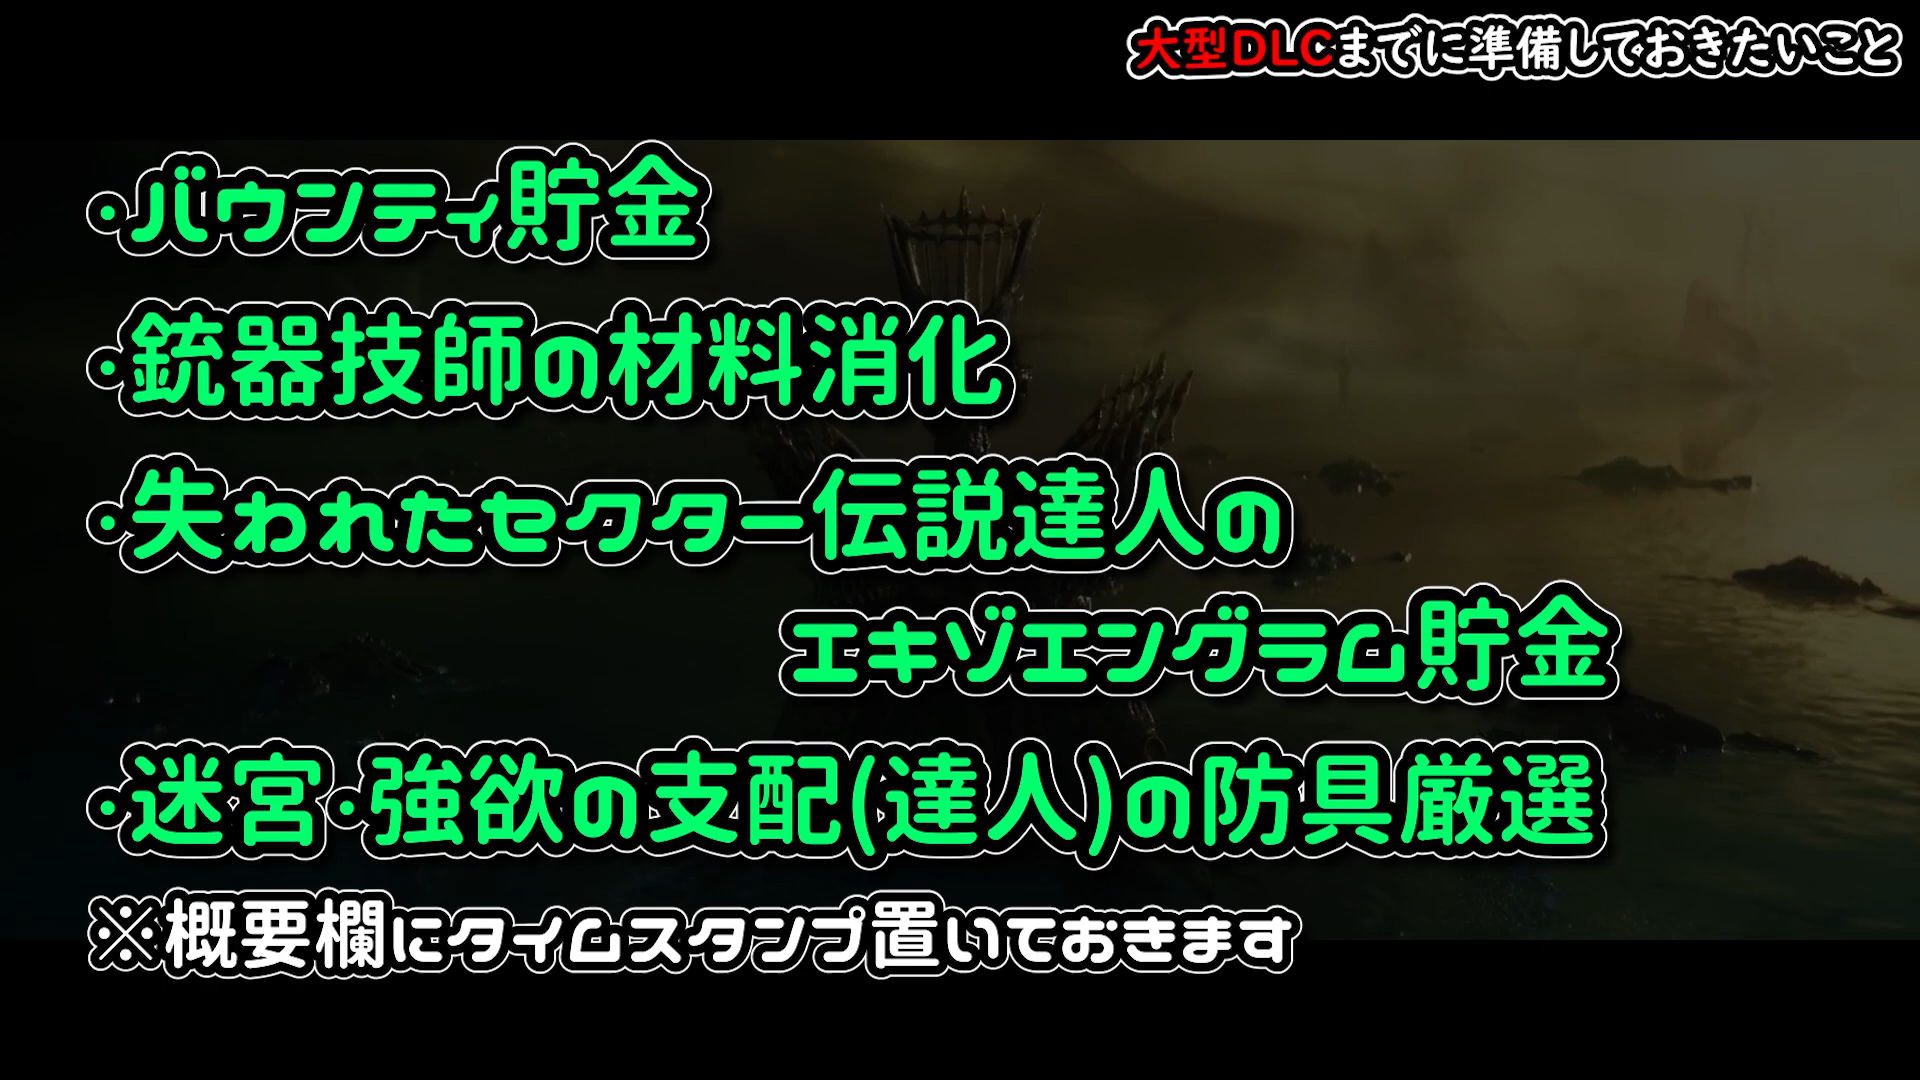 大型DLCまでに準備しておきたいこと
・バウンティ貯金
・銃器技師の材料消化
・失われたセクター伝説達人の
エキゾエングラム貯金
・迷宮・強欲の支配(達人)の防具厳選
※概要欄にタイムスタンプ置いておきます